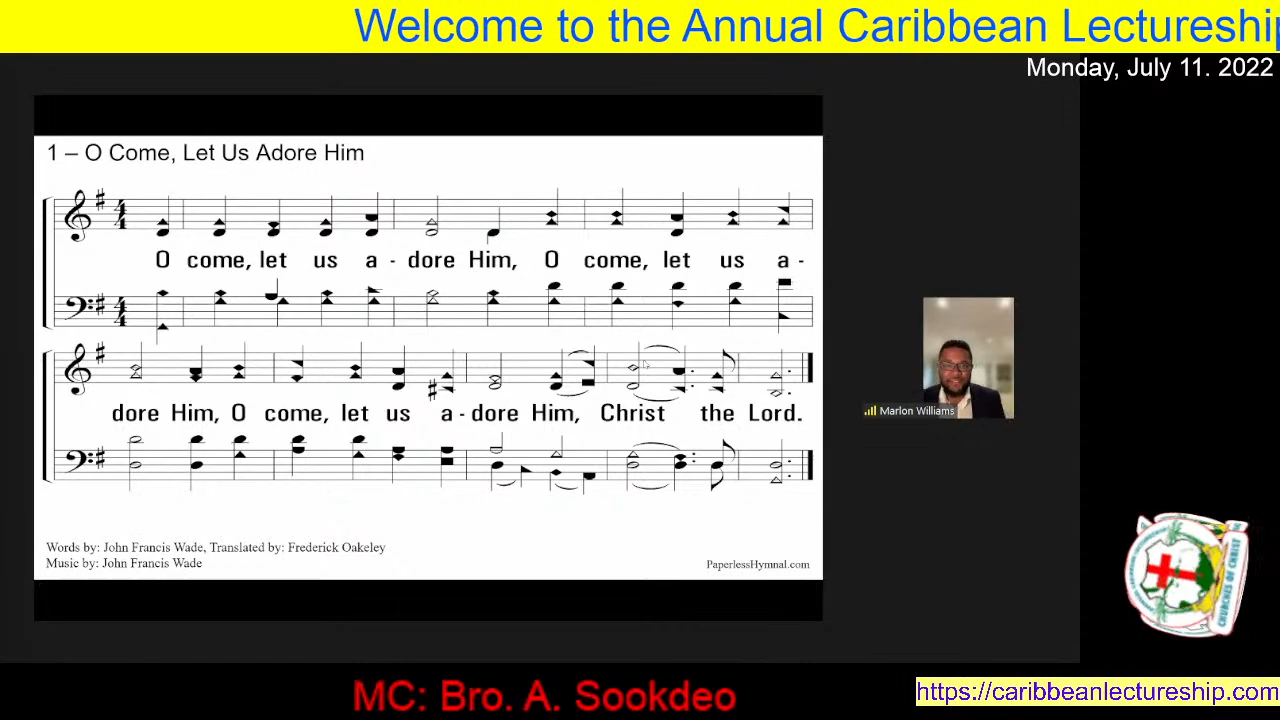 Welcome to the Annual Caribbean Lectureshi
Monday, July 11. 2022
1 – O Come, Let Us Adore Him
O come, let us a - dore Him, O come, let us a -
dore Him, O come, let us a - dore Him, Christ the Lord.
Words by: John Francis Wade, Translated by: Frederick Oakeley
Music by: John Francis Wade
PaperlessHymnal.com
Marlon Williams
CHURCHES OF CHRIST
MC: Bro. A. Sookdeo
https://caribbeanlectureship.com